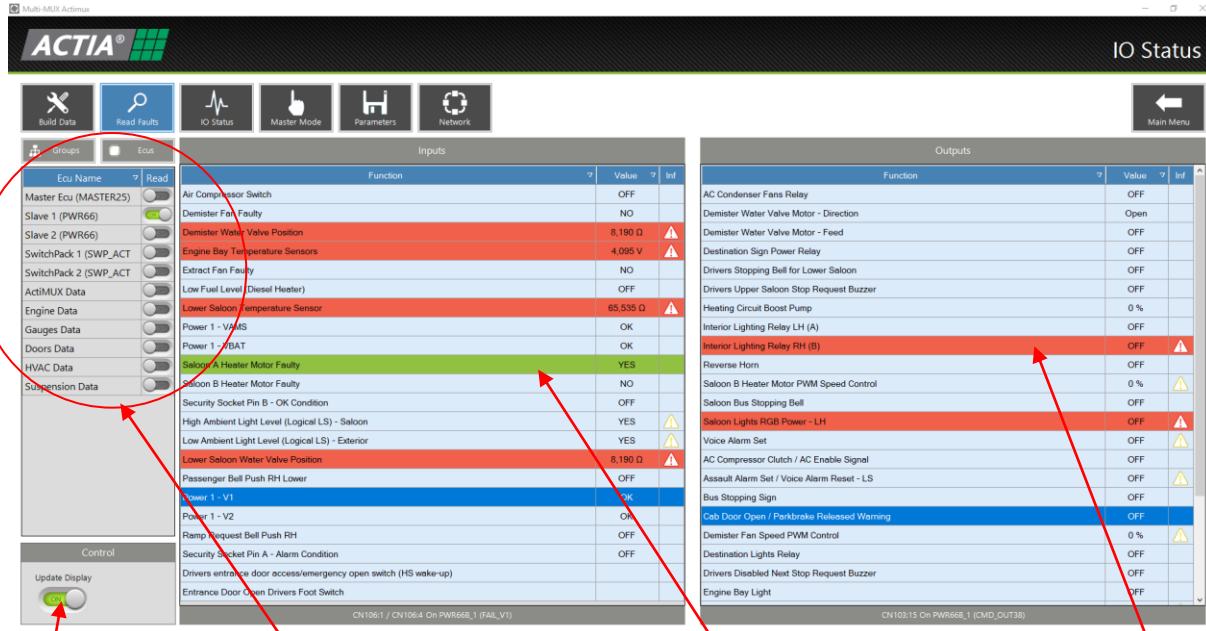 Multi-MUX Actimux
ACTIA®
IO Status
Build Data
Read Faults
IO Status
Master Mode
Parameters
Network
Main Menu
Groups
Ecus
Ecu Name Read
Master Ecu (MASTER25)
Slave 1 (PWR66) ON
Slave 2 (PWR66)
SwitchPack 1 (SWP_ACT
SwitchPack 2 (SWP_ACT
ActiMUX Data
Engine Data
Gauges Data
Doors Data
HVAC Data
Suspension Data
Control
Update Display
ON
Inputs
Function Value Inf
Air Compressor Switch OFF
Demister Fan Faulty NO
Demister Water Valve Position 8,190 Ω
Engine Bay Temperature Sensors 4,095 V
Extract Fan Faulty NO
Low Fuel Level (Diesel Heater) OFF
Lower Saloon Temperature Sensor 65,535 Ω
Power 1 - VAMS OK
Power 1 - VBAT OK
Saloon A Heater Motor Faulty YES
Saloon B Heater Motor Faulty NO
Security Socket Pin B - OK Condition OFF
High Ambient Light Level (Logical LS) - Saloon YES
Low Ambient Light Level (Logical LS) - Exterior YES
Lower Saloon Water Valve Position 8,190 Ω
Passenger Bell Push RH Lower OFF
Power 1 - V1 OK
Power 1 - V2 OK
Ramp Request Bell Push RH OFF
Security Socket Pin A - Alarm Condition OFF
Drivers entrance door access/emergency open switch (HS wake-up)
Entrance Door Open Drivers Foot Switch
CN106:1 / CN106:4 On PWR66B_1 (FAIL_V1)
Outputs
Function Value Inf
AC Condenser Fans Relay OFF
Demister Water Valve Motor - Direction Open
Demister Water Valve Motor - Feed OFF
Destination Sign Power Relay OFF
Drivers Stopping Bell for Lower Saloon OFF
Drivers Upper Saloon Stop Request Buzzer OFF
Heating Circuit Boost Pump 0 %
Interior Lighting Relay LH (A) OFF
Interior Lighting Relay RH (B) OFF
Reverse Horn OFF
Saloon B Heater Motor PWM Speed Control 0 %
Saloon Bus Stopping Bell OFF
Saloon Lights RGB Power - LH OFF
Voice Alarm Set OFF
AC Compressor Clutch / AC Enable Signal OFF
Assault Alarm Set / Voice Alarm Reset - LS OFF
Bus Stopping Sign OFF
Cab Door Open / Parkbrake Released Warning OFF
Demister Fan Speed PWM Control 0 %
Destination Lights Relay OFF
Drivers Disabled Next Stop Request Buzzer OFF
Engine Bay Light OFF
CN103:15 On PWR66B_1 (CMD_OUT38)